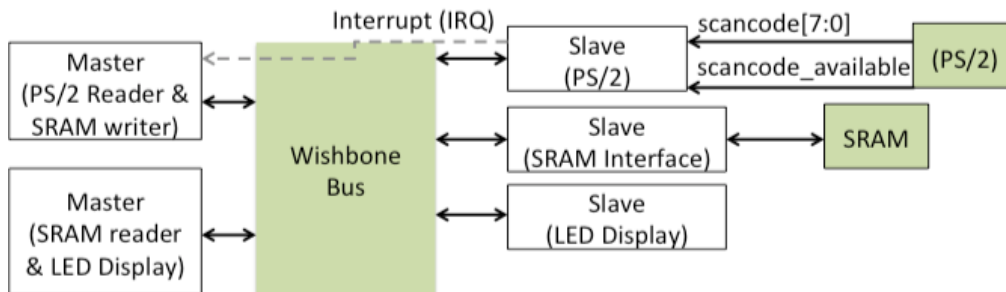 Interrupt (IRQ)
Master
(PS/2 Reader &
SRAM writer)
Master
(SRAM reader
& LED Display)
Wishbone
Bus
Slave
(PS/2)
Slave
(SRAM Interface)
Slave
(LED Display)
scancode[7:0]
scancode_available
(PS/2)
SRAM